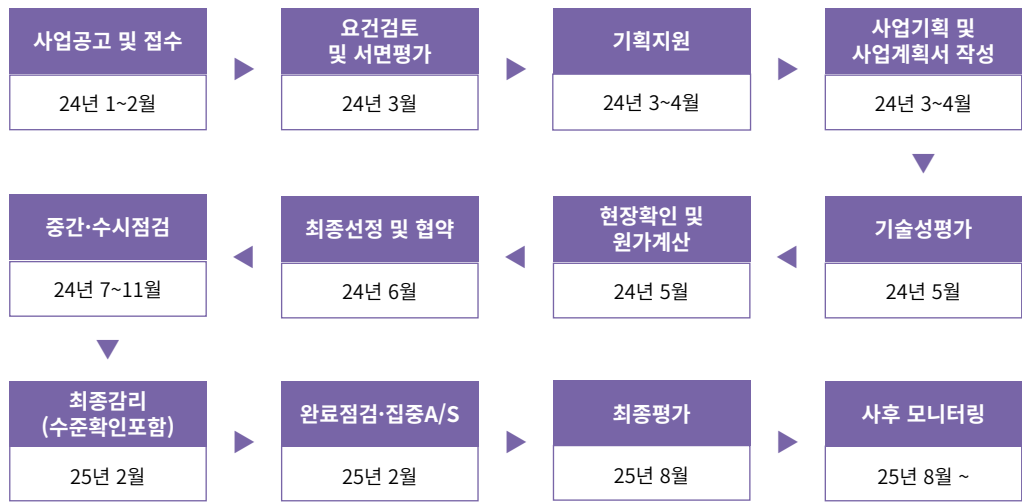 사업공고 및 접수
24년 1~2월
요건검토
및 서면평가
24년 3월
기획지원
24년 3~4월
사업기획 및
사업계획서 작성
24년 3~4월
기술성평가
24년 5월
현장확인 및
원가계산
24년 5월
최종선정 및 협약
24년 6월
중간·수시점검
24년 7~11월
최종감리
(수준확인포함)
25년 2월
완료점검·집중A/S
25년 2월
최종평가
25년 8월
사후 모니터링
25년 8월 ~